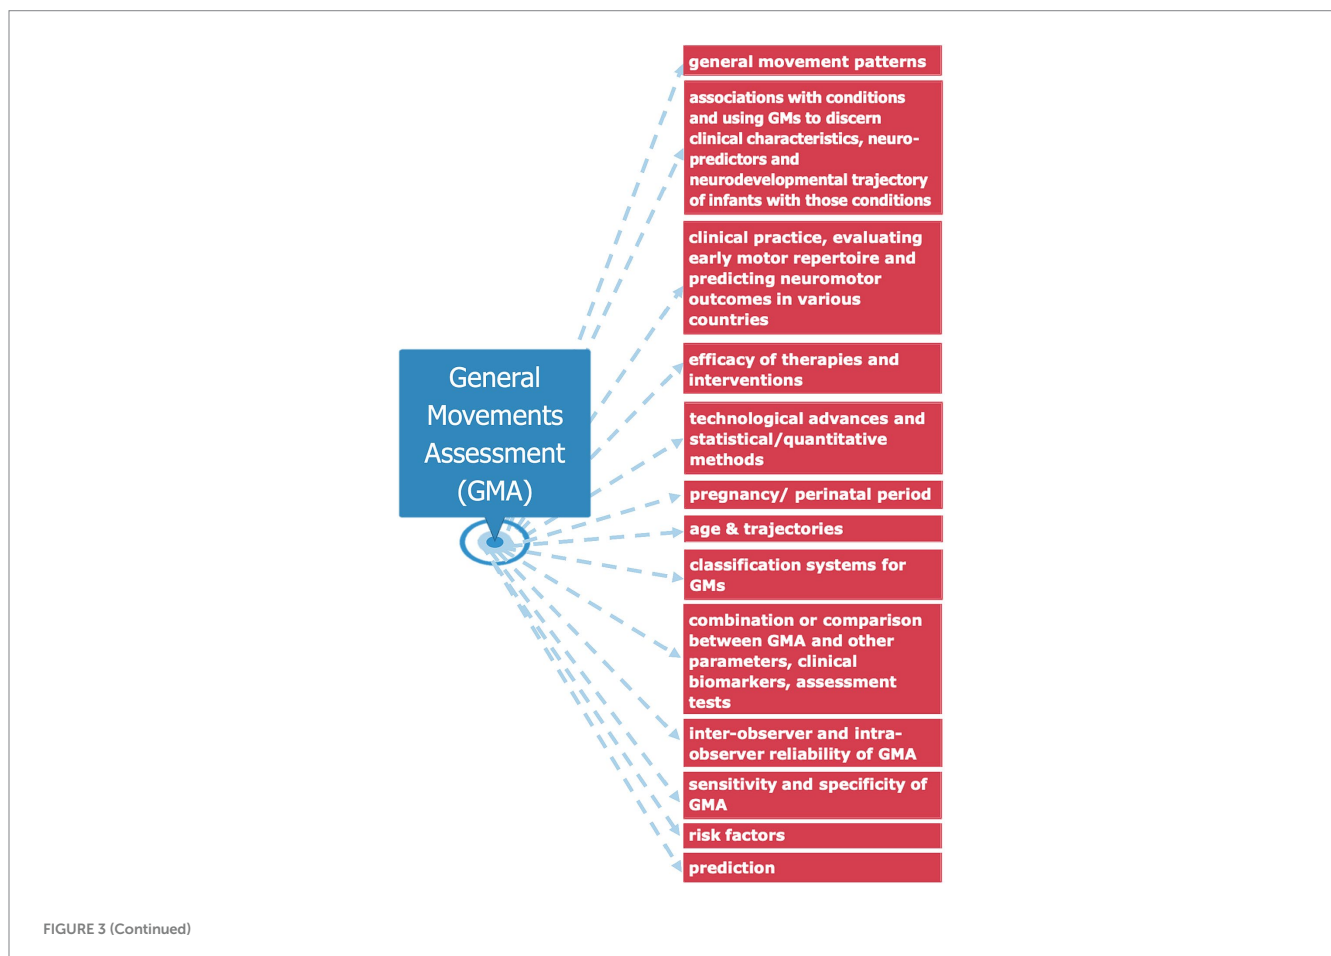 general movement patterns
associations with conditions
and using GMs to discern
clinical characteristics, neuro-
predictors and
neurodevelopmental trajectory
of infants with those conditions
clinical practice, evaluating
early motor repertoire and
predicting neuromotor
outcomes in various
countries
General
Movements
Assessment
(GMA)
efficacy of therapies and
interventions
technological advances and
statistical/quantitative
methods
pregnancy/ perinatal period
age & trajectories
classification systems for
GMs
combination or comparison
between GMA and other
parameters, clinical
biomarkers, assessment
tests
inter-observer and intra-
observer reliability of GMA
sensitivity and specificity of
GMA
risk factors
prediction
FIGURE 3 (Continued)